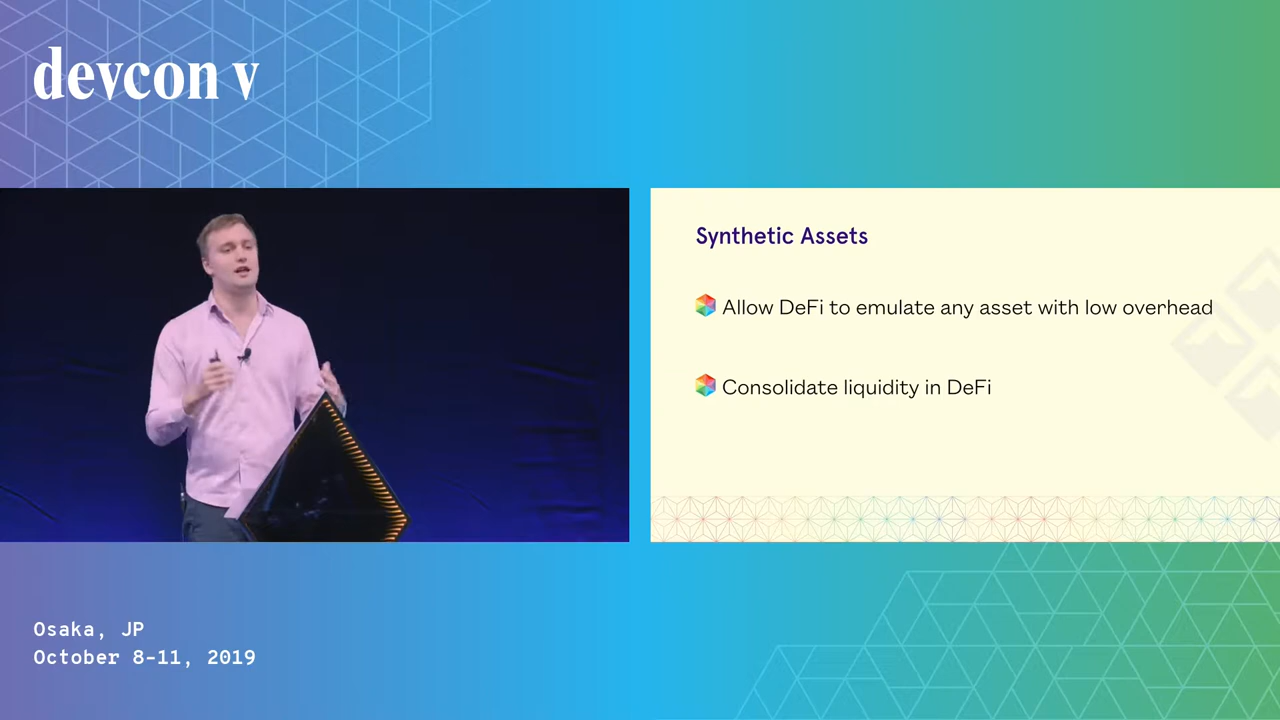 devcon v
Synthetic Assets
Allow DeFi to emulate any asset with low overhead
Consolidate liquidity in DeFi
Osaka, JP
October 8-11, 2019